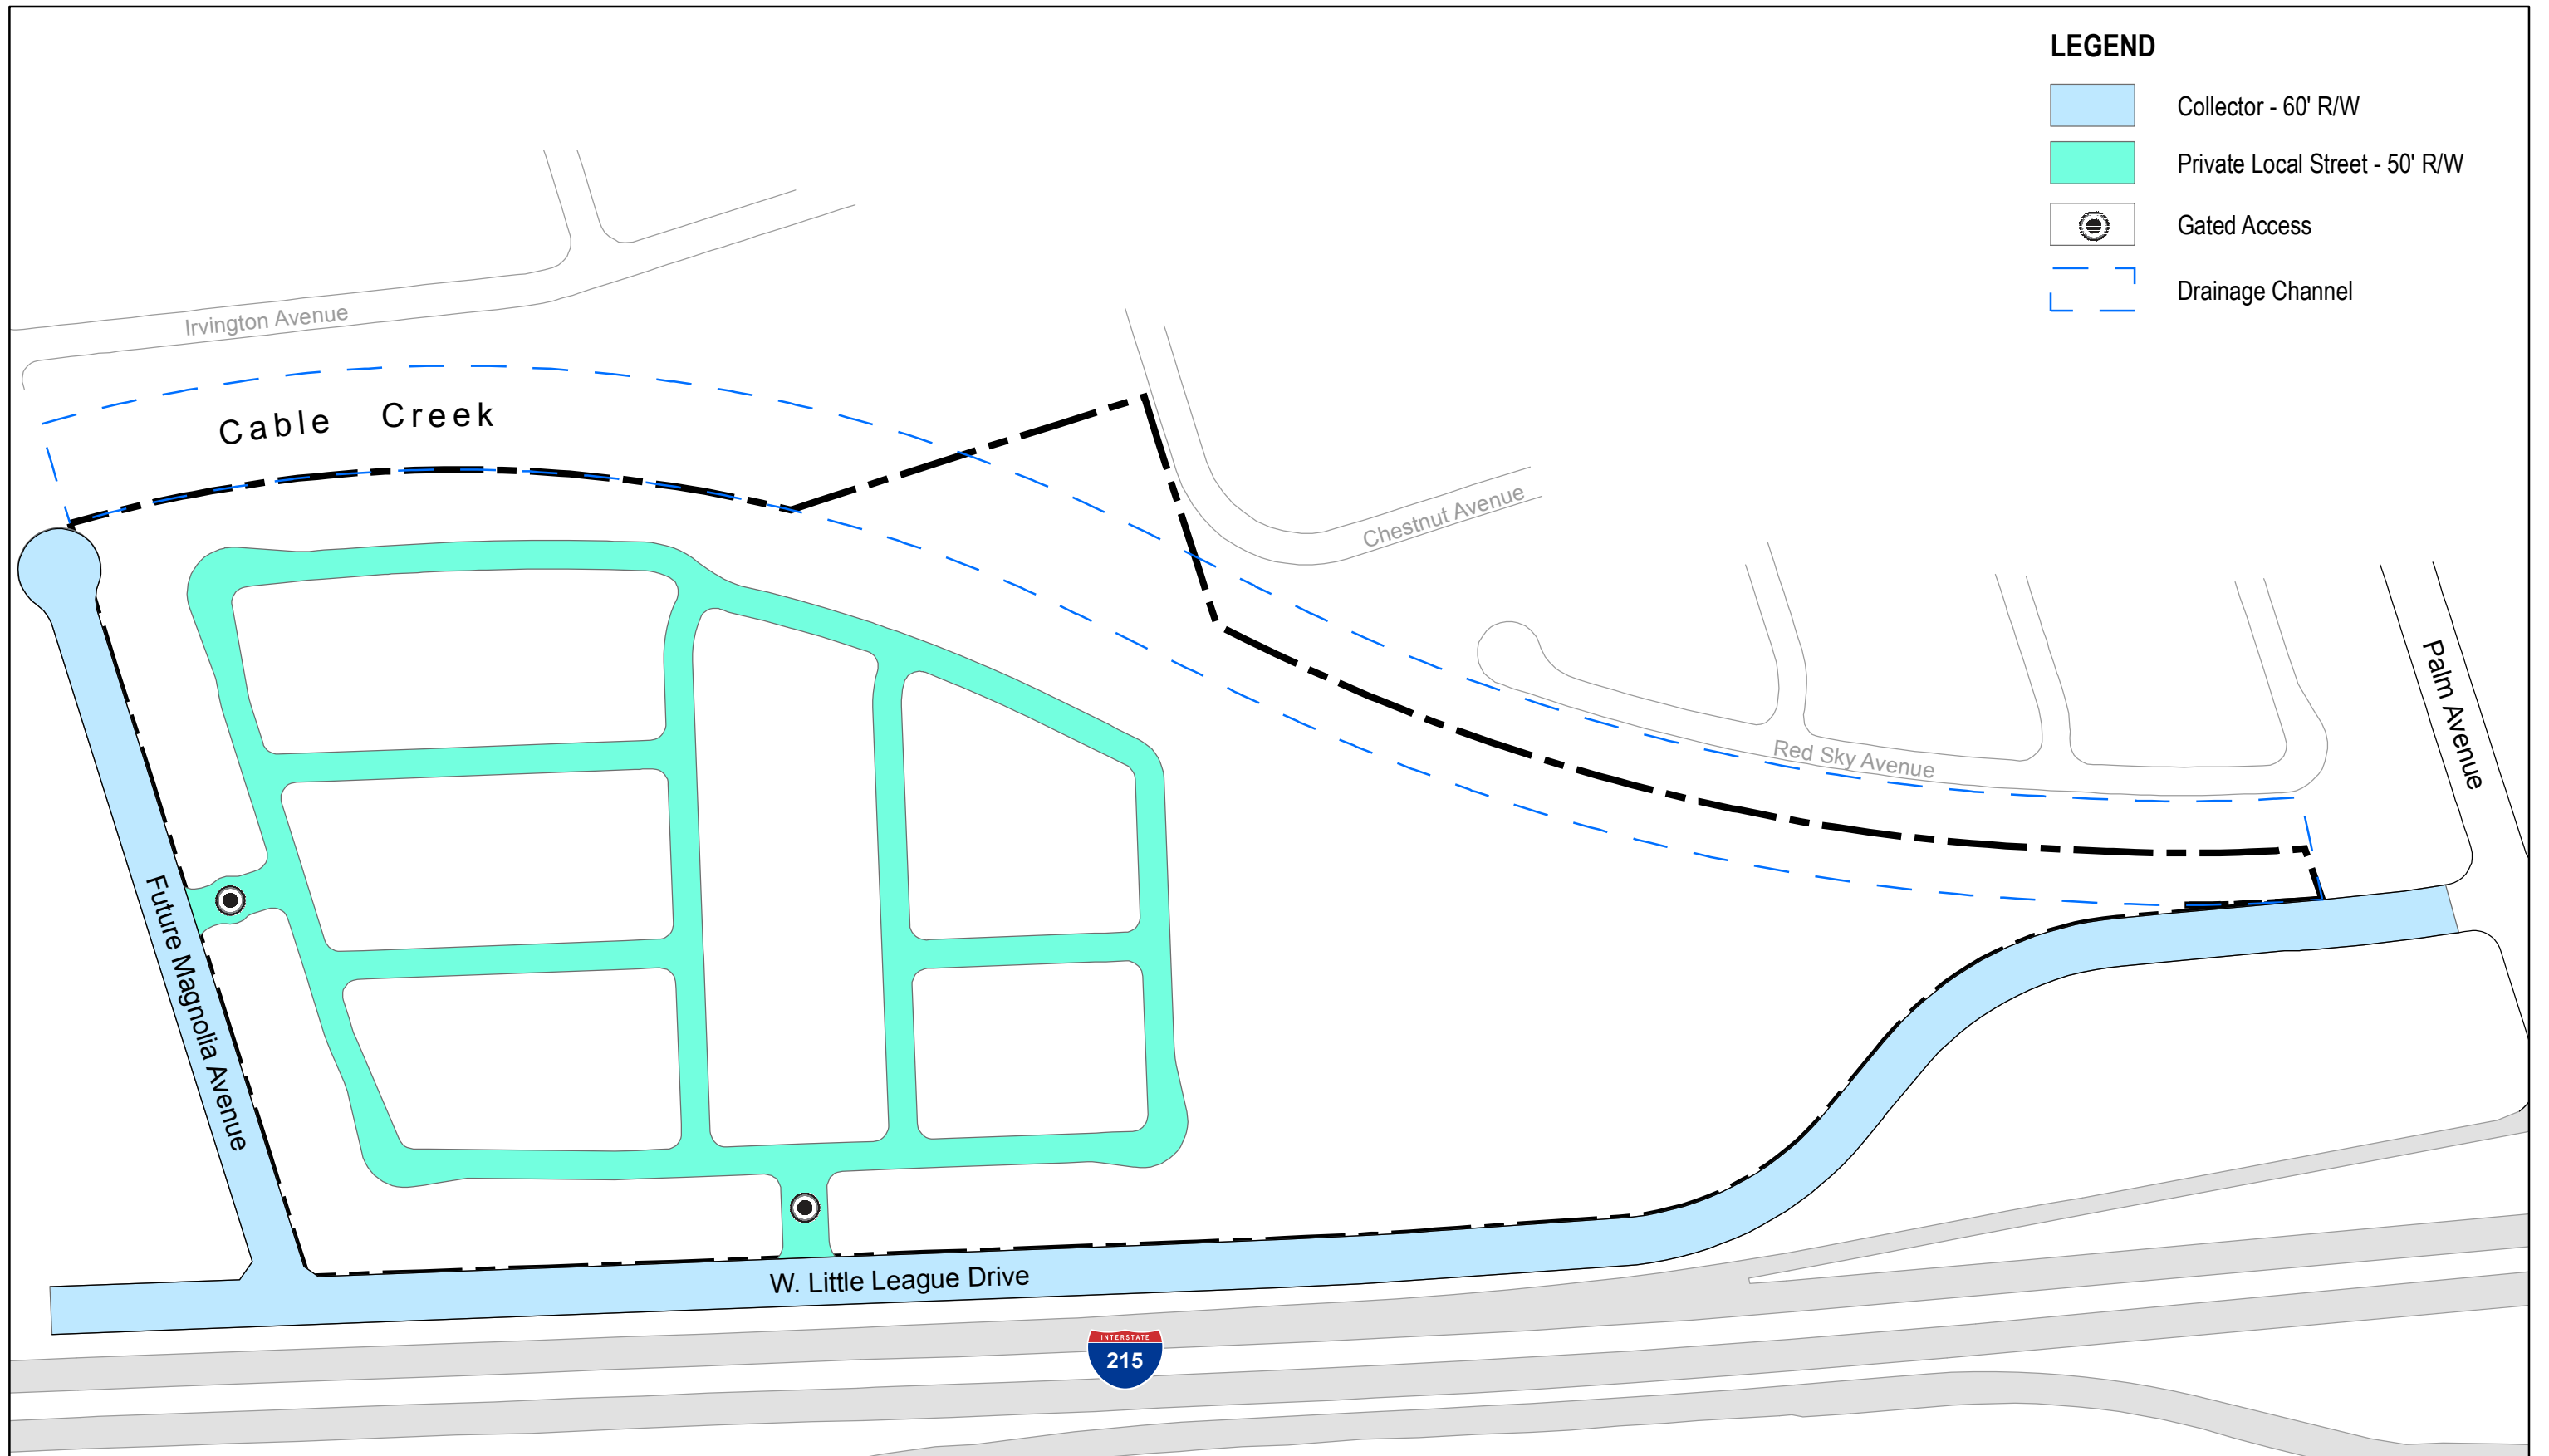 LEGEND
Collector - 60' R/W
Private Local Street - 50' R/W
Gated Access
Drainage Channel
Irvington Avenue
Cable Creek
Chestnut Avenue
Red Sky Avenue
Palm Avenue
Future Magnolia Avenue
W. Little League Drive
INTERSTATE
215